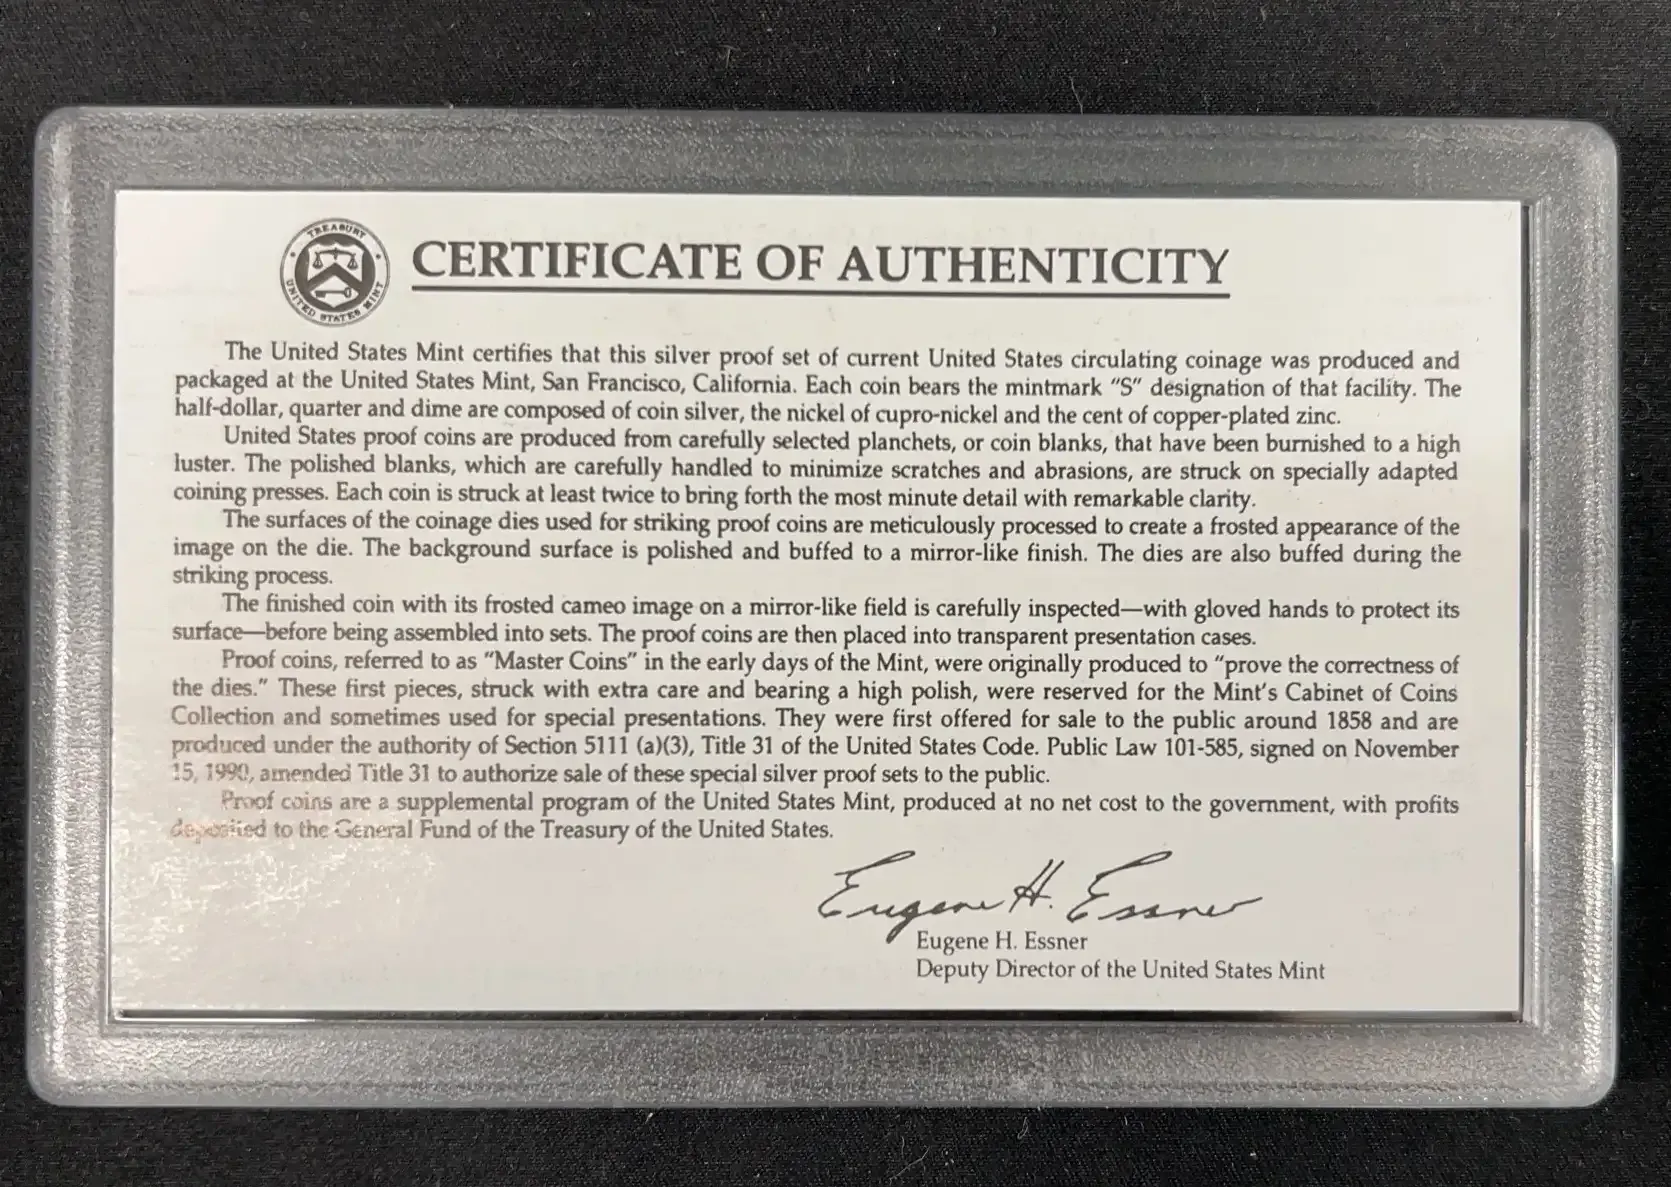 TREASURY
UNITED STATES MINT
CERTIFICATE OF AUTHENTICITY
The United States Mint certifies that this silver proof set of current United States circulating coinage was produced and
packaged at the United States Mint, San Francisco, California. Each coin bears the mintmark "S" designation of that facility. The
half-dollar, quarter and dime are composed of coin silver, the nickel of cupro-nickel and the cent of copper-plated zinc.
United States proof coins are produced from carefully selected planchets, or coin blanks, that have been burnished to a high
luster. The polished blanks, which are carefully handled to minimize scratches and abrasions, are struck on specially adapted
coining presses. Each coin is struck at least twice to bring forth the most minute detail with remarkable clarity.
The surfaces of the coinage dies used for striking proof coins are meticulously processed to create a frosted appearance of the
image on the die. The background surface is polished and buffed to a mirror-like finish. The dies are also buffed during the
striking process.
The finished coin with its frosted cameo image on a mirror-like field is carefully inspected—with gloved hands to protect its
surface—before being assembled into sets. The proof coins are then placed into transparent presentation cases.
Proof coins, referred to as "Master Coins" in the early days of the Mint, were originally produced to "prove the correctness of
the dies." These first pieces, struck with extra care and bearing a high polish, were reserved for the Mint's Cabinet of Coins
Collection and sometimes used for special presentations. They were first offered for sale to the public around 1858 and are
produced under the authority of Section 5111 (a)(3), Title 31 of the United States Code. Public Law 101-585, signed on November
15, 1990, amended Title 31 to authorize sale of these special silver proof sets to the public.
Proof coins are a supplemental program of the United States Mint, produced at no net cost to the government, with profits
deposited to the General Fund of the Treasury of the United States.
Eugene H. Essner
Eugene H. Essner
Deputy Director of the United States Mint